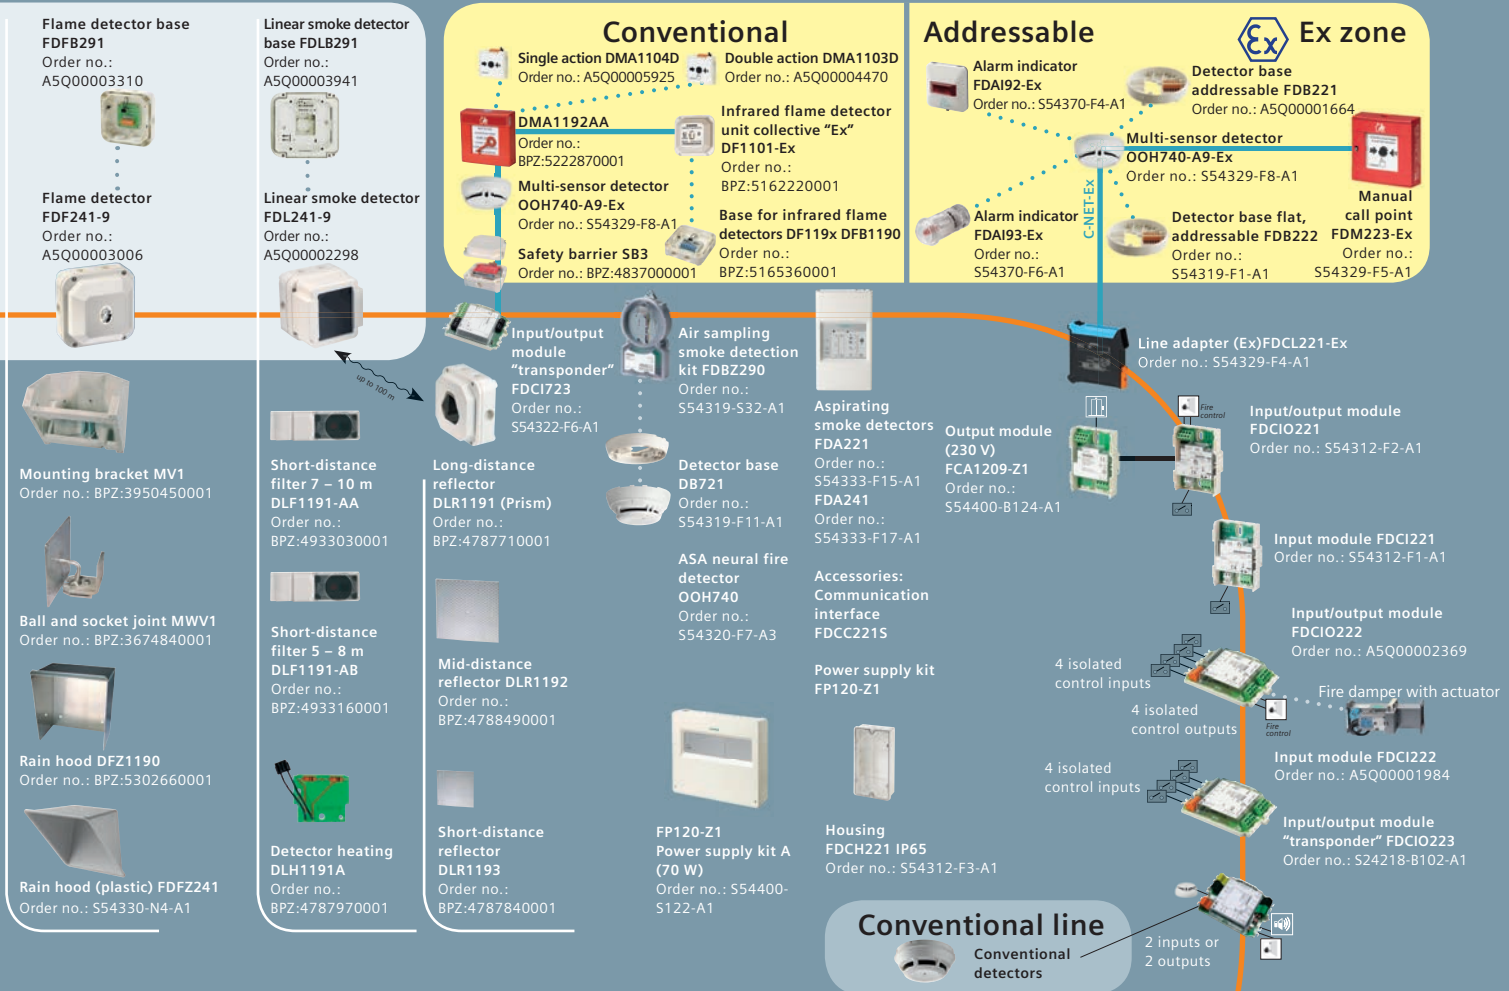 Flame detector base
FDFB291
Order no.:
A5Q00003310
Flame detector
FDF241-9
Order no.:
A5Q00003006
Linear smoke detector
base FDLB291
Order no.:
A5Q00003941
Linear smoke detector
FDL241-9
Order no.:
A5Q00002298
Conventional
Single action DMA1104D
Order no.: A5Q00005925
Double action DMA1103D
Order no.: A5Q00004470
DMA1192AA
Order no.:
BPZ:5222870001
Infrared flame detector
unit collective “Ex”
DF1101-Ex
Order no.:
BPZ:5162220001
Multi-sensor detector
OOH740-A9-Ex
Order no.: S54329-F8-A1
Base for infrared flame
detectors DF119x DFB1190
Order no.:
BPZ:5165360001
Safety barrier SB3
Order no.: BPZ:4837000001
Addressable
Ex
Ex zone
Alarm indicator
FDAI92-Ex
Order no.: S54370-F4-A1
Detector base
addressable FDB221
Order no.: A5Q00001664
Multi-sensor detector
OOH740-A9-Ex
Order no.: S54329-F8-A1
C-NET-Ex
Alarm indicator
FDAI93-Ex
Order no.:
S54370-F6-A1
Detector base flat,
addressable FDB222
Order no.:
S54319-F1-A1
Manual
call point
FDM223-Ex
Order no.:
S54329-F5-A1
up to 100 m
Mounting bracket MV1
Order no.: BPZ:3950450001
Ball and socket joint MWV1
Order no.: BPZ:3674840001
Rain hood DFZ1190
Order no.: BPZ:5302660001
Rain hood (plastic) FDFZ241
Order no.: S54330-N4-A1
Short-distance
filter 7 – 10 m
DLF1191-AA
Order no.:
BPZ:4933030001
Short-distance
filter 5 – 8 m
DLF1191-AB
Order no.:
BPZ:4933160001
Detector heating
DLH1191A
Order no.:
BPZ:4787970001
Long-distance
reflector
DLR1191 (Prism)
Order no.:
BPZ:4787710001
Mid-distance
reflector DLR1192
Order no.:
BPZ:4788490001
Short-distance
reflector
DLR1193
Order no.:
BPZ:4787840001
Input/output
module
“transponder”
FDCI723
Order no.:
S54322-F6-A1
Air sampling
smoke detection
kit FDBZ290
Order no.:
S54319-S32-A1
Detector base
DB721
Order no.:
S54319-F11-A1
ASA neural fire
detector
OOH740
Order no.:
S54320-F7-A3
FP120-Z1
Power supply kit A
(70 W)
Order no.: S54400-
S122-A1
Aspirating
smoke detectors
FDA221
Order no.:
S54333-F15-A1
FDA241
Order no.:
S54333-F17-A1
Accessories:
Communication
interface
FDCC221S
Power supply kit
FP120-Z1
Housing
FDCH221 IP65
Order no.: S54312-F3-A1
Line adapter (Ex)FDCL221-Ex
Order no.: S54329-F4-A1
Output module
(230 V)
FCA1209-Z1
Order no.:
S54400-B124-A1
Fire
control
Input/output module
FDCIO221
Order no.: S54312-F2-A1
Input module FDCI221
Order no.: S54312-F1-A1
Input/output module
FDCIO222
Order no.: A5Q00002369
4 isolated
control inputs
4 isolated
control outputs
Fire
control
Fire damper with actuator
Input module FDCI222
Order no.: A5Q00001984
4 isolated
control inputs
Input/output module
“transponder” FDCIO223
Order no.: S24218-B102-A1
2 inputs or
2 outputs
Conventional line
Conventional
detectors